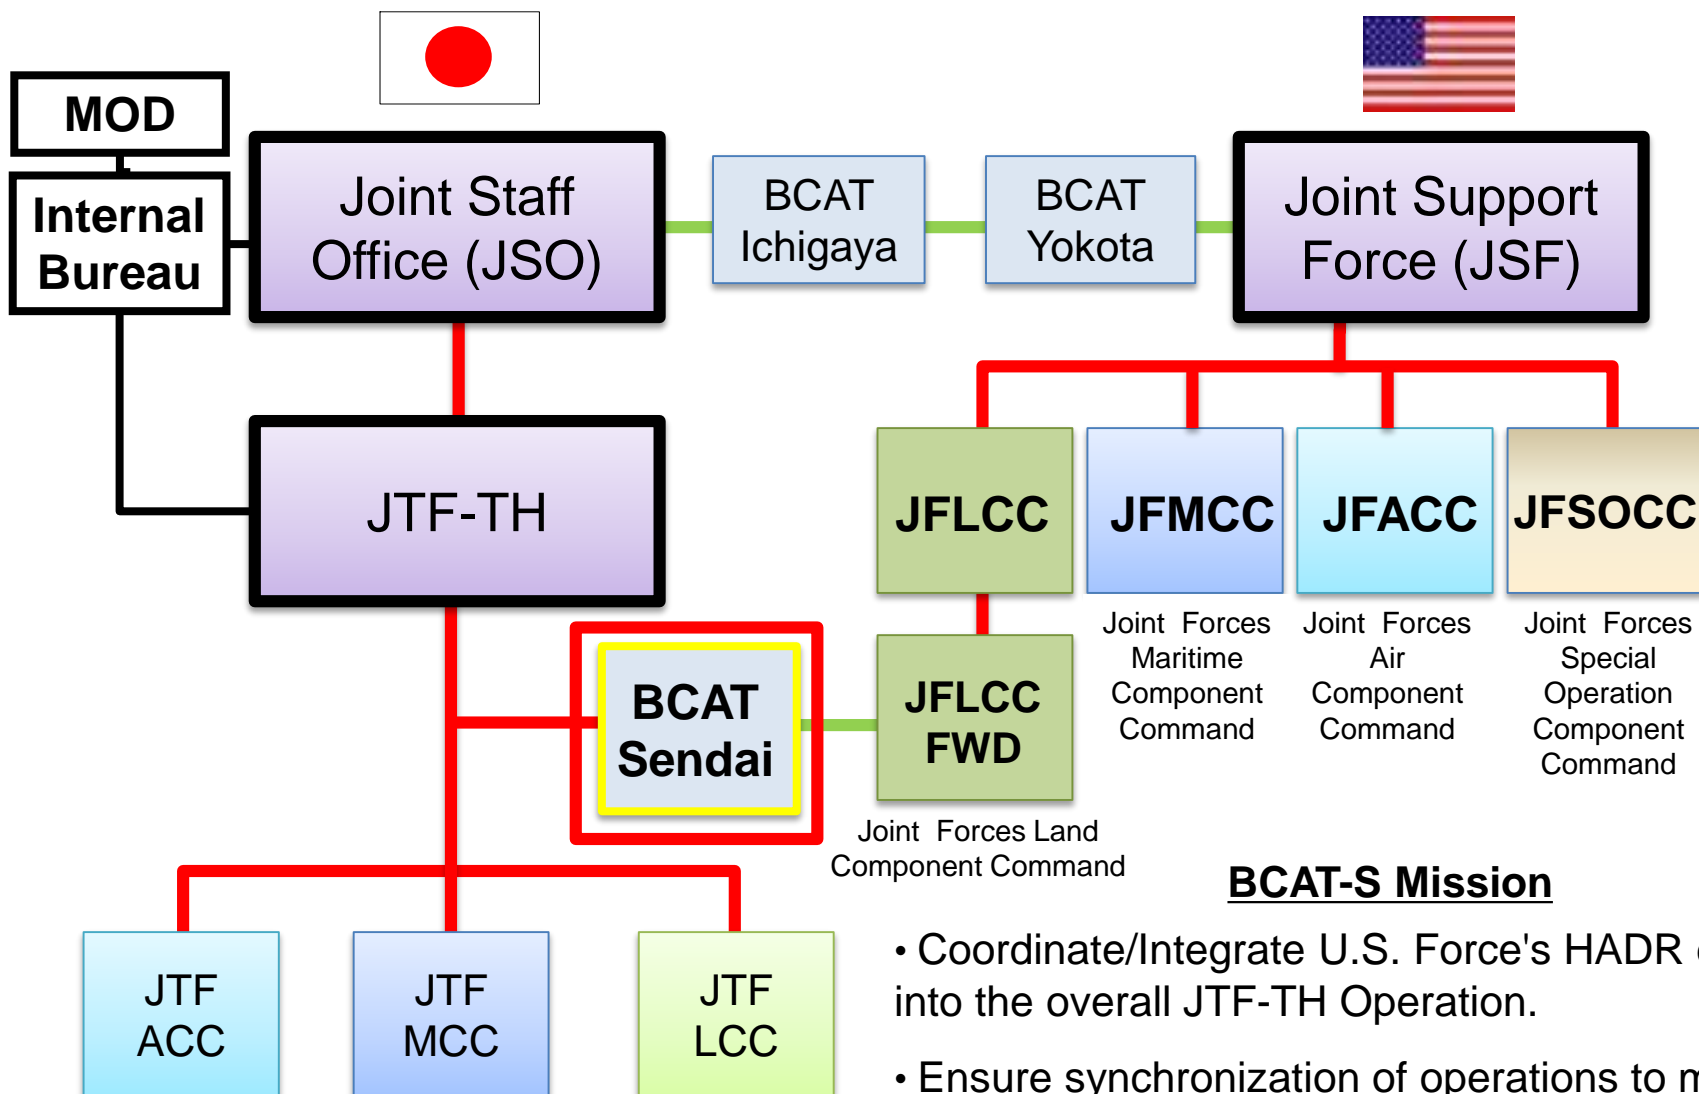 MOD
Internal
Bureau
Joint Staff
Office (JSO)
BCAT
Ichigaya
BCAT
Yokota
Joint Support
Force (JSF)
JTF-TH
JFLCC
JFMCC
JFACC
JFSOCC
Joint Forces
Maritime
Component
Command
Joint Forces
Air
Component
Command
Joint Forces
Special
Operation
Component
Command
BCAT
Sendai
JFLCC
FWD
Joint Forces Land
Component Command
JTF
ACC
JTF
MCC
JTF
LCC
BCAT-S Mission
• Coordinate/Integrate U.S. Force's HADR
into the overall JTF-TH Operation.
• Ensure synchronization of operations to